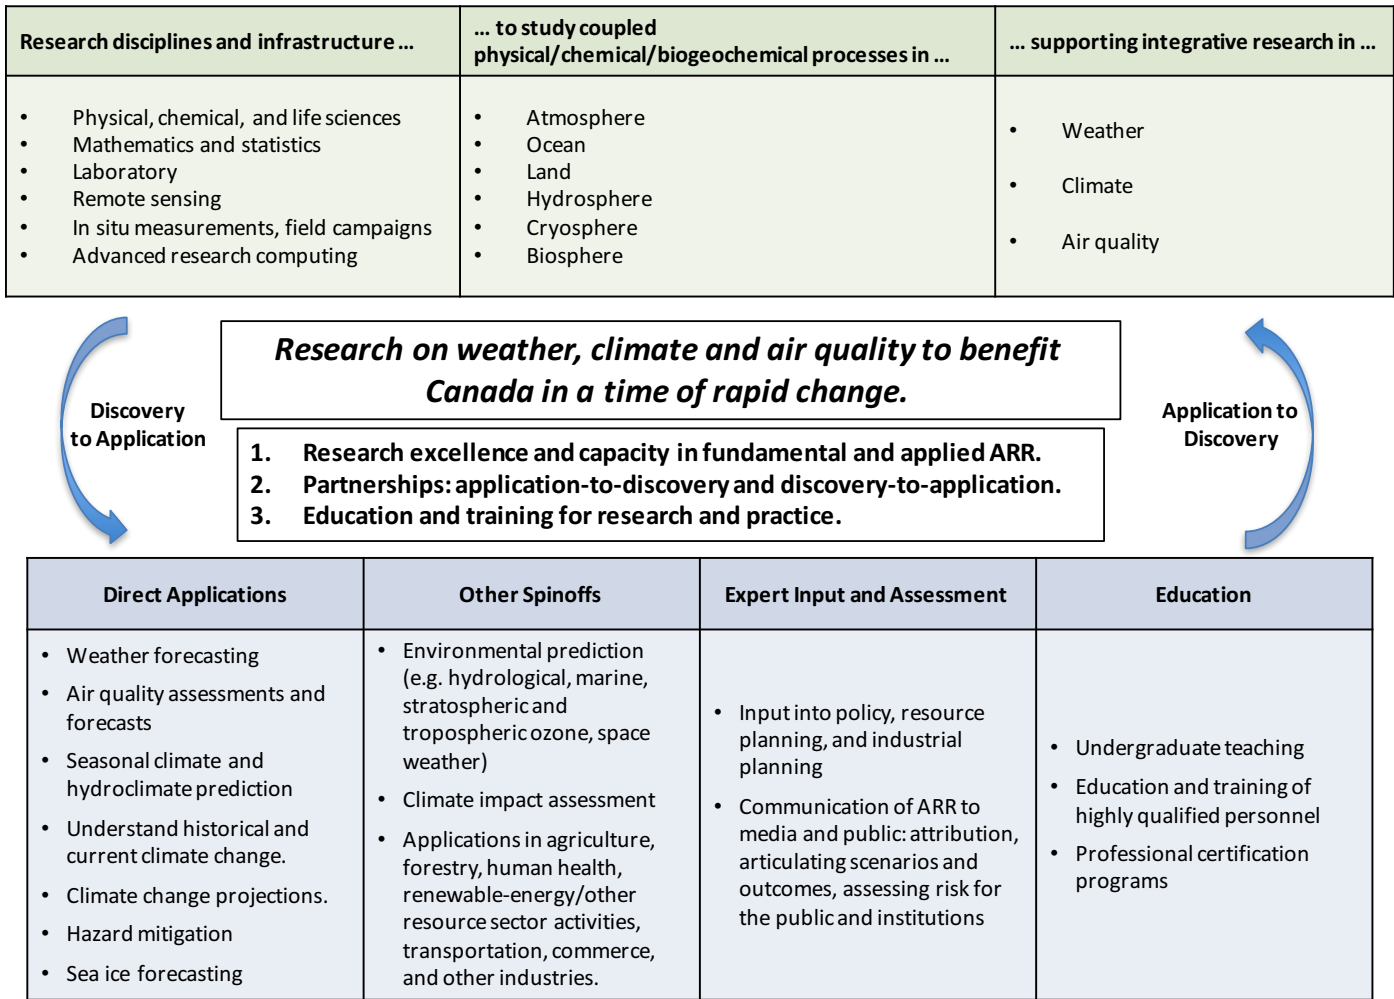 Research disciplines and infrastructure …
… to study coupled
physical/chemical/biogeochemical processes in …
… supporting integrative research in …
• Physical, chemical, and life sciences
• Mathematics and statistics
• Laboratory
• Remote sensing
• In situ measurements, field campaigns
• Advanced research computing
• Atmosphere
• Ocean
• Land
• Hydrosphere
• Cryosphere
• Biosphere
• Weather
• Climate
• Air quality
Discovery
to Application
Research on weather, climate and air quality to benefit
Canada in a time of rapid change.
1. Research excellence and capacity in fundamental and applied ARR.
2. Partnerships: application-to-discovery and discovery-to-application.
3. Education and training for research and practice.
Application to
Discovery
Direct Applications
• Weather forecasting
• Air quality assessments and
forecasts
• Seasonal climate and
hydroclimate prediction
• Understand historical and
current climate change.
• Climate change projections.
• Hazard mitigation
• Sea ice forecasting
Other Spinoffs
• Environmental prediction
(e.g. hydrological, marine,
stratospheric and
tropospheric ozone, space
weather)
• Climate impact assessment
• Applications in agriculture,
forestry, human health,
renewable-energy/other
resource sector activities,
transportation, commerce,
and other industries.
Expert Input and Assessment
• Input into policy, resource
planning, and industrial
planning
• Communication of ARR to
media and public: attribution,
articulating scenarios and
outcomes, assessing risk for
the public and institutions
Education
• Undergraduate teaching
• Education and training of
highly qualified personnel
• Professional certification
programs